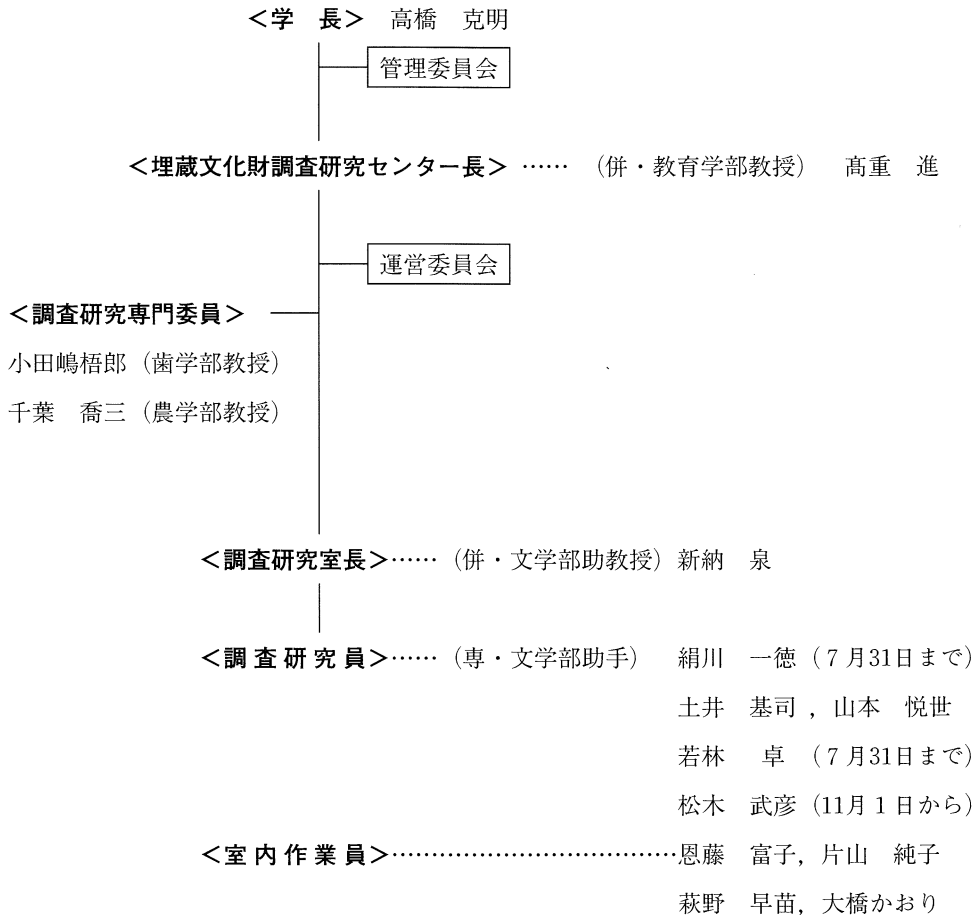 ＜学　長＞　高橋　克明
管理委員会
＜埋蔵文化財調査研究センター長＞……　（併・教育学部教授）　髙重　進
運営委員会
＜調査研究専門委員＞
小田嶋梧郎（歯学部教授）
千葉　喬三（農学部教授）
＜調査研究室長＞……（併・文学部助教授）新納　泉
＜調査研究員＞……（専・文学部助手）　絹川　一徳（７月31日まで）
土井　基司，山本　悦世
若林　卓　（７月31日まで）
松木　武彦（11月１日から）
＜室内作業員＞………………………………恩藤　富子，片山　純子
萩野　早苗，大橋かおり